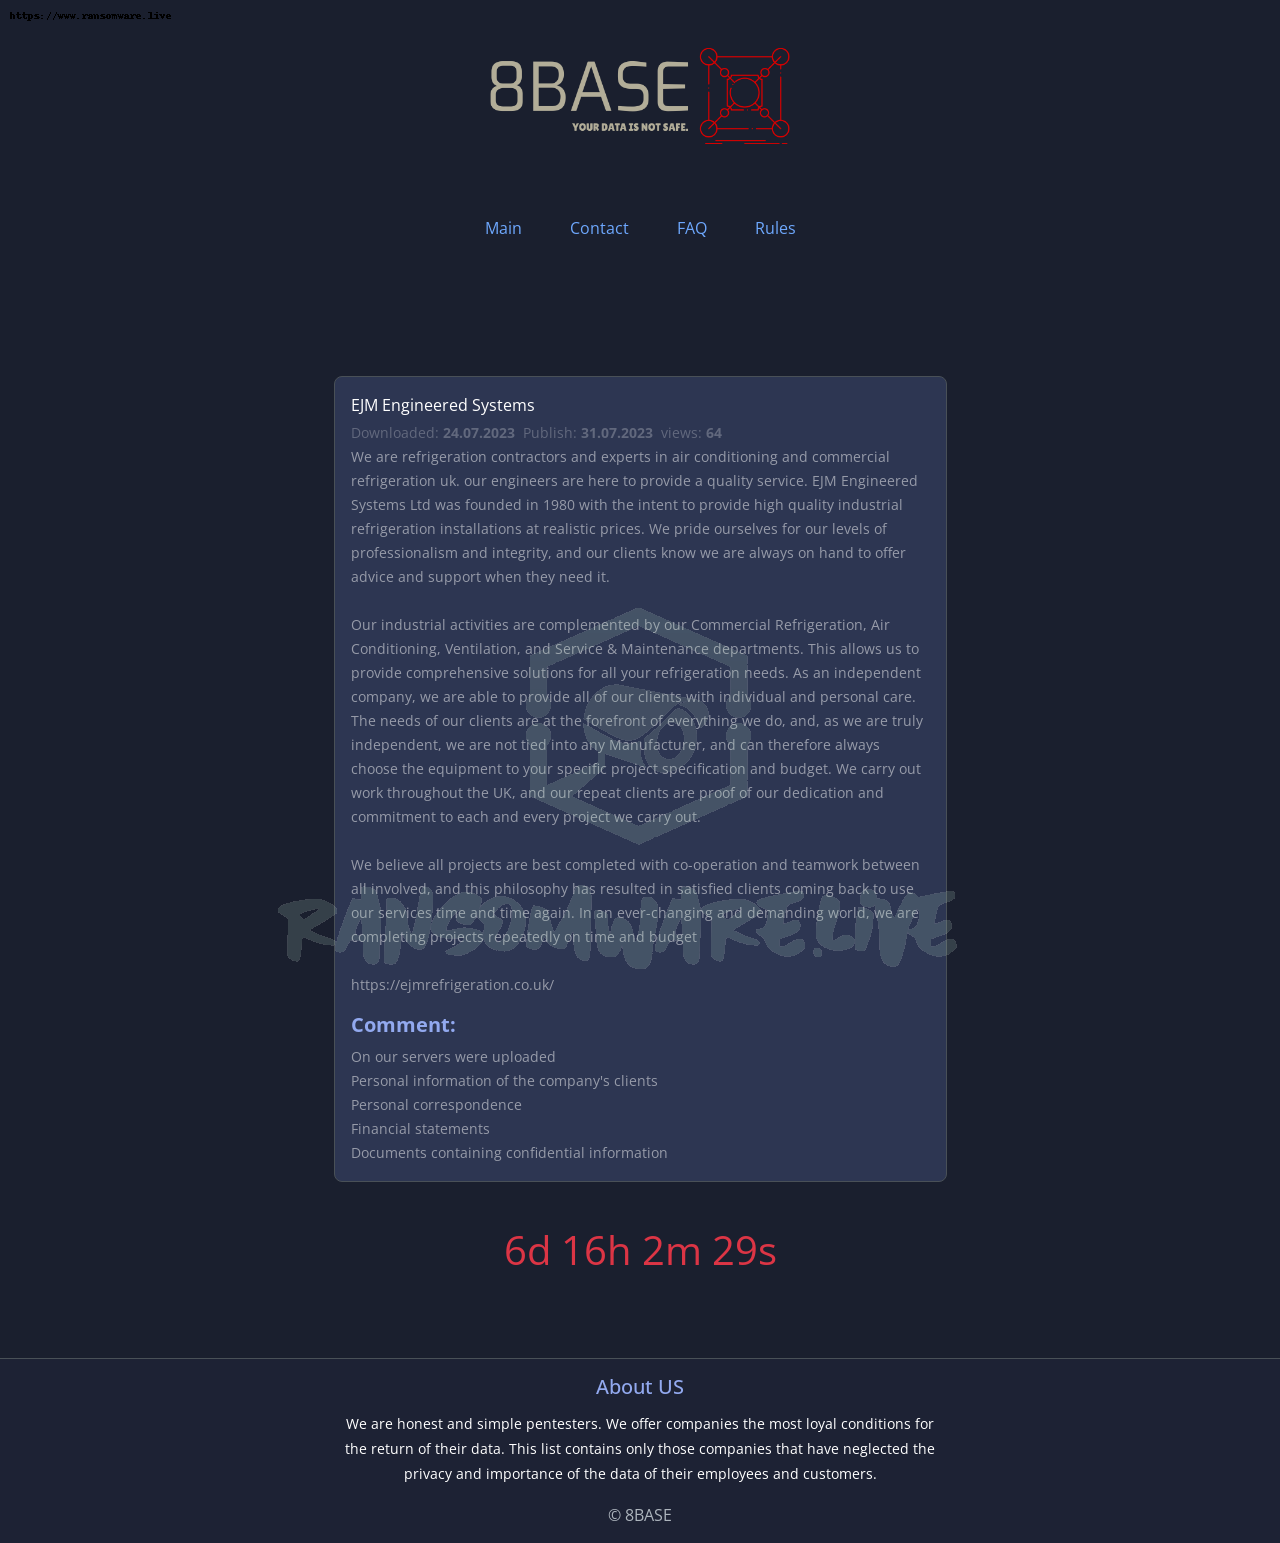 https://www.ransomware.live
8BASE
YOUR DATA IS NOT SAFE.
Main Contact FAQ Rules
EJM Engineered Systems
Downloaded: 24.07.2023 Publish: 31.07.2023 views: 64
We are refrigeration contractors and experts in air conditioning and commercial
refrigeration uk. our engineers are here to provide a quality service. EJM Engineered
Systems Ltd was founded in 1980 with the intent to provide high quality industrial
refrigeration installations at realistic prices. We pride ourselves for our levels of
professionalism and integrity, and our clients know we are always on hand to offer
advice and support when they need it.
Our industrial activities are complemented by our Commercial Refrigeration, Air
Conditioning, Ventilation, and Service & Maintenance departments. This allows us to
provide comprehensive solutions for all your refrigeration needs. As an independent
company, we are able to provide all of our clients with individual and personal care.
The needs of our clients are at the forefront of everything we do, and, as we are truly
independent, we are not tied into any Manufacturer, and can therefore always
choose the equipment to your specific project specification and budget. We carry out
work throughout the UK, and our repeat clients are proof of our dedication and
commitment to each and every project we carry out.
We believe all projects are best completed with co-operation and teamwork between
all involved, and this philosophy has resulted in satisfied clients coming back to use
our services time and time again. In an ever-changing and demanding world, we are
completing projects repeatedly on time and budget
RANSOMWARE.LIVE
https://ejmrefrigeration.co.uk/
Comment:
On our servers were uploaded
Personal information of the company's clients
Personal correspondence
Financial statements
Documents containing confidential information
6d 16h 2m 29s
About US
We are honest and simple pentesters. We offer companies the most loyal conditions for
the return of their data. This list contains only those companies that have neglected the
privacy and importance of the data of their employees and customers.
© 8BASE